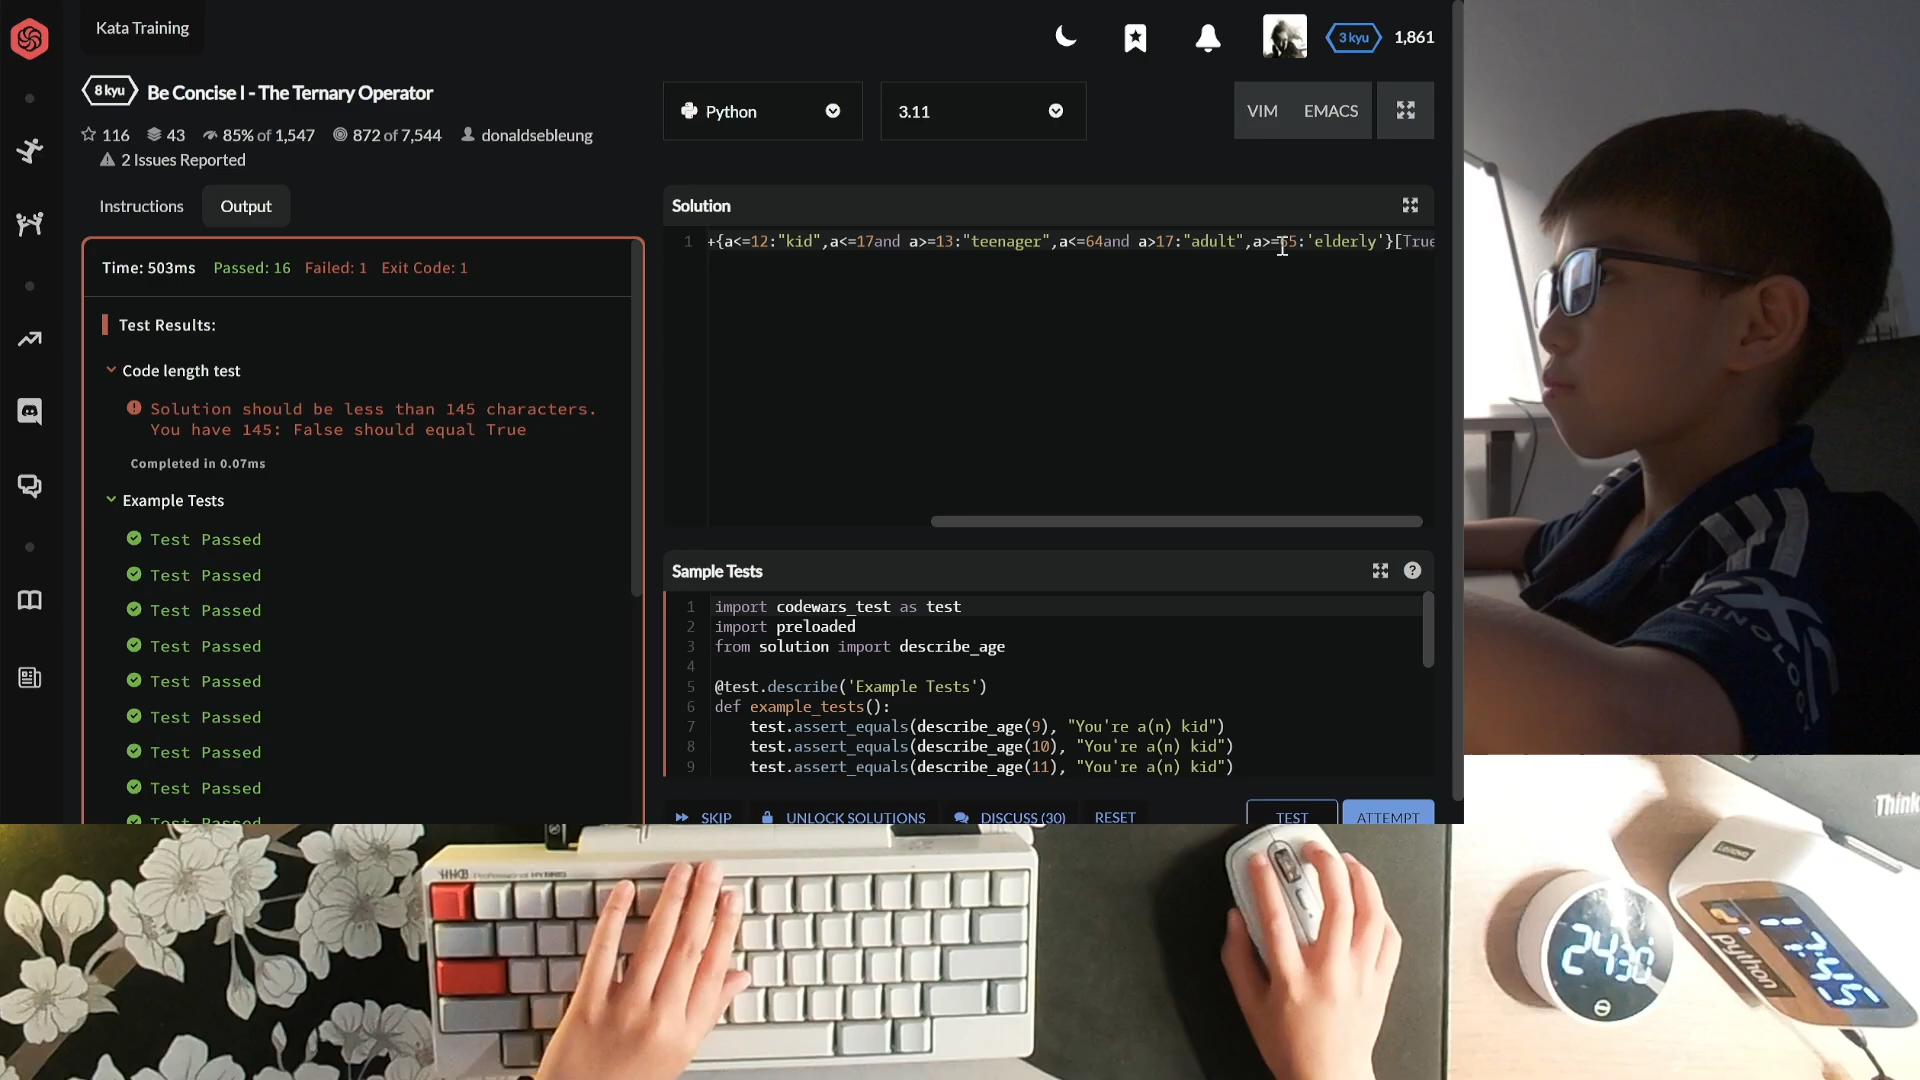 Kata Training
3 kyu 1,861
8 kyu Be Concise I - The Ternary Operator
116 43 85% of 1,547 872 of 7,544 donaldsebleung
2 Issues Reported
Python 3.11 VIM EMACS
Instructions Output
Time: 503ms Passed: 16 Failed: 1 Exit Code: 1
Test Results:
Code length test
Solution should be less than 145 characters.
You have 145: False should equal True
Completed in 0.07ms
Example Tests
Test Passed
Test Passed
Test Passed
Test Passed
Test Passed
Test Passed
Test Passed
Test Passed
Test Passed
Solution
1 +{a<=12:"kid",a<=17and a>=13:"teenager",a<=64and a>17:"adult",a>=65:'elderly'}[True
Sample Tests
1 import codewars_test as test
2 import preloaded
3 from solution import describe_age
4
5 @test.describe('Example Tests')
6 def example_tests():
7 test.assert_equals(describe_age(9), "You're a(n) kid")
8 test.assert_equals(describe_age(10), "You're a(n) kid")
9 test.assert_equals(describe_age(11), "You're a(n) kid")
SKIP UNLOCK SOLUTIONS DISCUSS (30) RESET TEST ATTEMPT
HHKB Professional HYBRID
Think
Lenovo
python